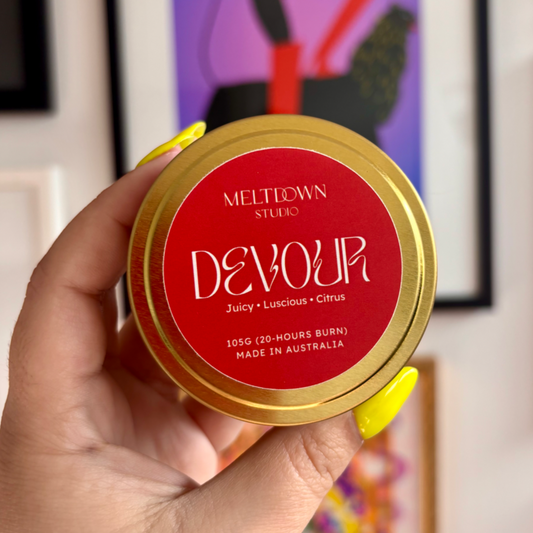 MELTDOWN
STUDIO
DEVOUR
Juicy • Luscious • Citrus
105G (20-HOURS BURN)
MADE IN AUSTRALIA